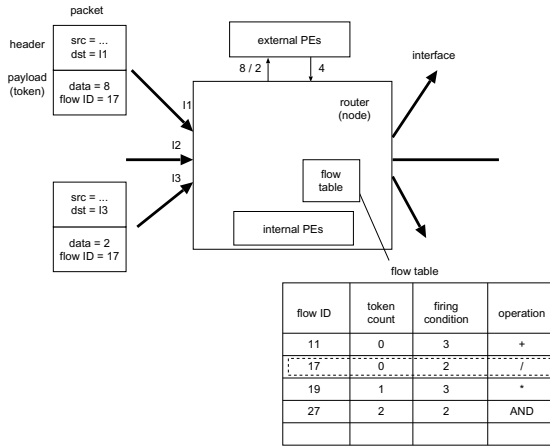 packet
header
src = ...
dst = I1
payload
(token)
data = 8
flow ID = 17
external PEs
8 / 2
4
interface
I1
router
(node)
I2
I3
flow
table
src = ...
dst = I3
internal PEs
data = 2
flow ID = 17
flow table
flow ID token count firing condition operation
11 0 3 +
17 0 2 /
19 1 3 *
27 2 2 AND